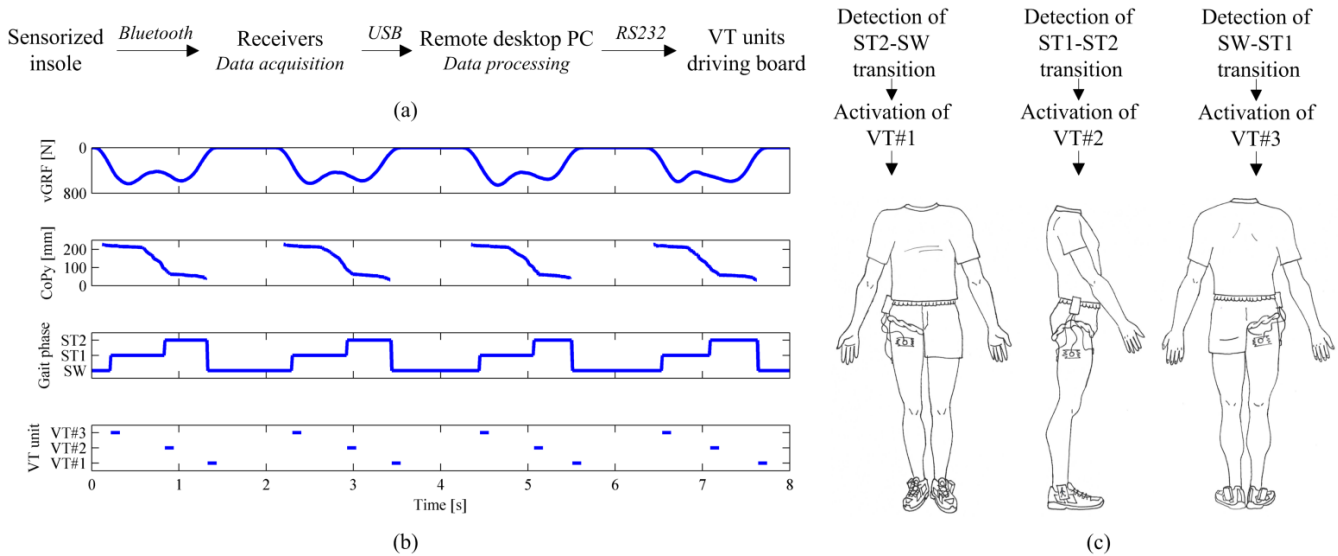 Sensorized
insole
Bluetooth
Receivers
Data acquisition
USB
Remote desktop PC
Data processing
RS232
VT units
driving board
(a)
vGRF [N]
0
800
CoPy [mm]
200
100
0
Gait phase
ST2
ST1
SW
VT unit
VT#3
VT#2
VT#1
0 1 2 3 4 5 6 7 8
Time [s]
(b)
Detection of
ST2-SW
transition
Activation of
VT#1
Detection of
ST1-ST2
transition
Activation of
VT#2
Detection of
SW-ST1
transition
Activation of
VT#3
(c)